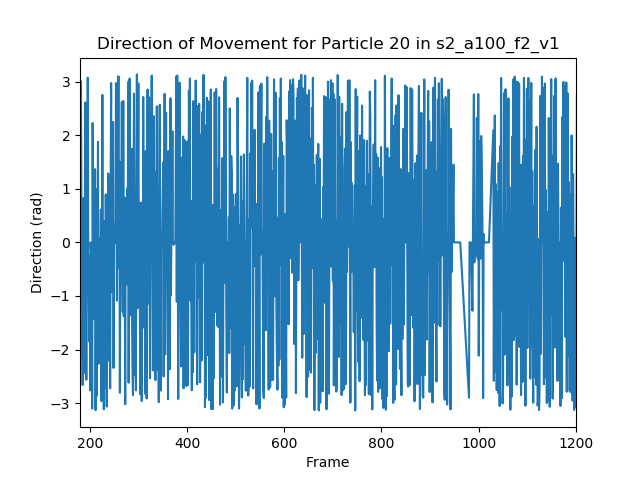 Direction of Movement for Particle 20 in s2_a100_f2_v1
Direction (rad)
3
2
1
0
−1
−2
−3
200 400 600 800 1000 1200
Frame